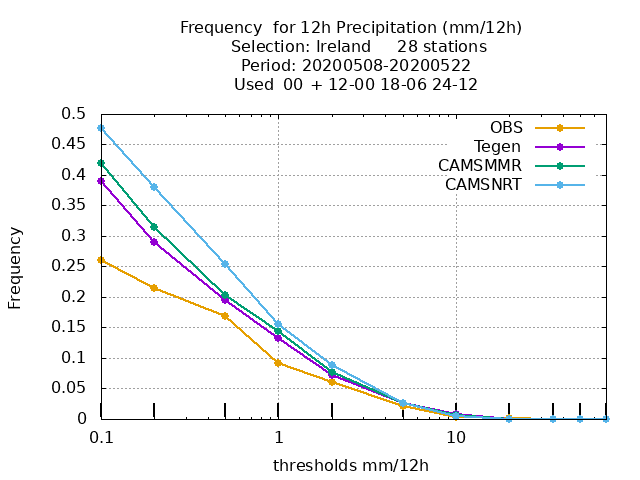 Frequency  for 12h Precipitation (mm/12h)
Selection: Ireland     28 stations
Period: 20200508-20200522
Used  00  + 12-00 18-06 24-12
OBS
Tegen
CAMSMMR
CAMSNRT
Frequency
0.5
0.45
0.4
0.35
0.3
0.25
0.2
0.15
0.1
0.05
0
0.1
1
10
thresholds mm/12h